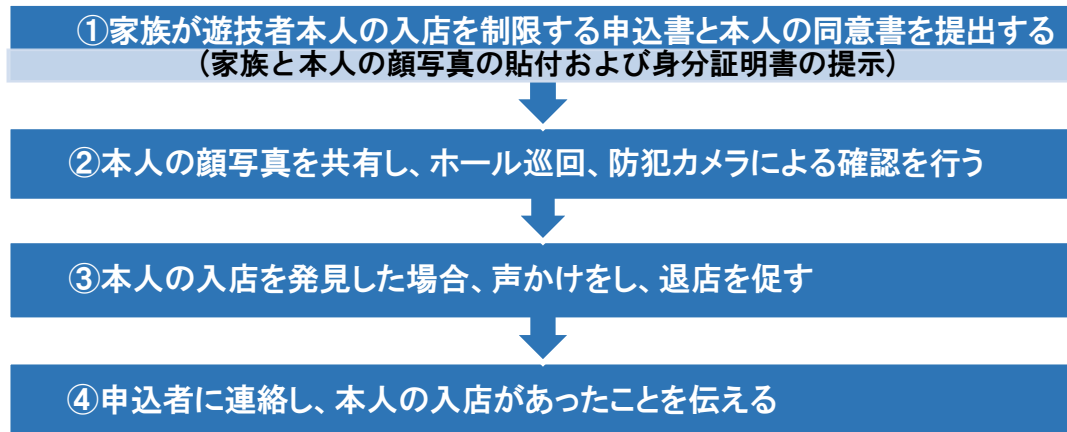 ①家族が遊技者本人の入店を制限する申込書と本人の同意書を提出する
（家族と本人の顔写真の貼付および身分証明書の提示）
②本人の顔写真を共有し、ホール巡回、防犯カメラによる確認を行う
③本人の入店を発見した場合、声かけをし、退店を促す
④申込者に連絡し、本人の入店があったことを伝える